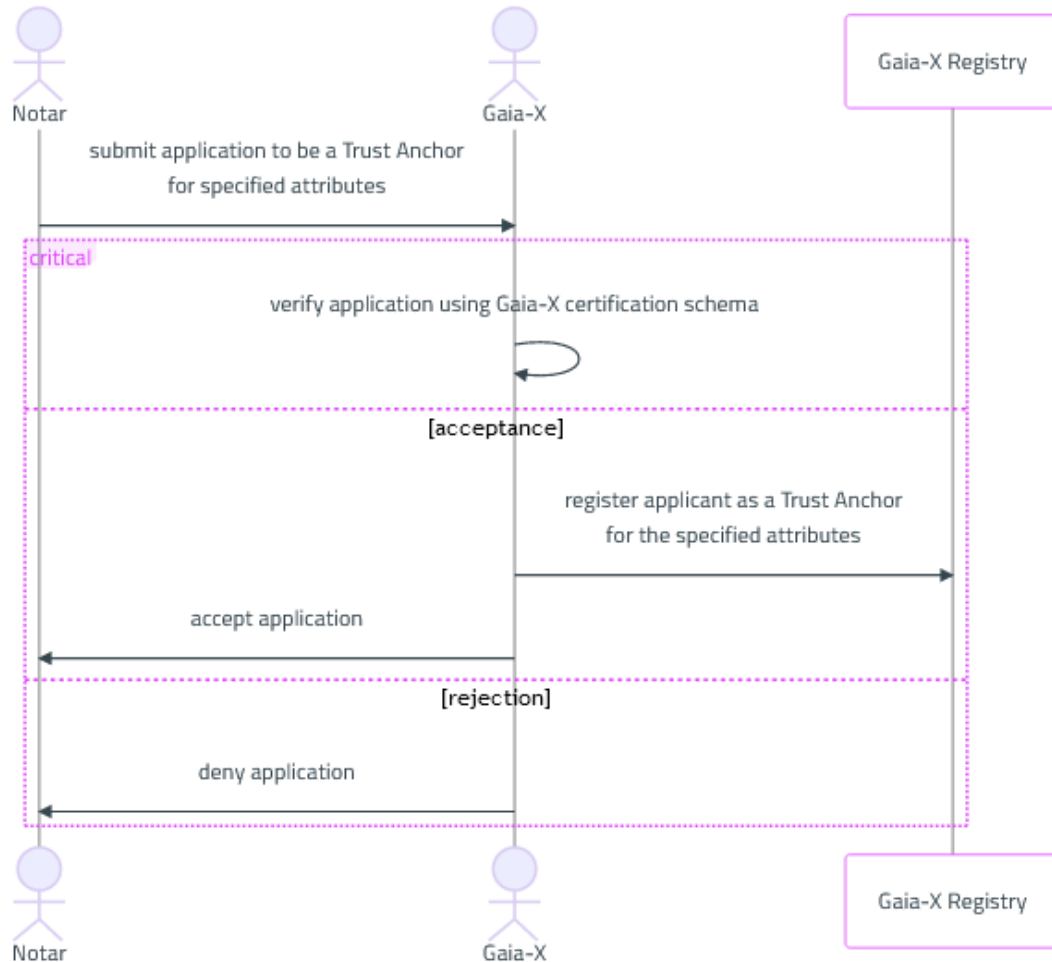 Notar
Gaia-X
Gaia-X Registry
submit application to be a Trust Anchor
for specified attributes
critical
verify application using Gaia-X certification schema
[acceptance]
register applicant as a Trust Anchor
for the specified attributes
accept application
[rejection]
deny application
Notar
Gaia-X
Gaia-X Registry